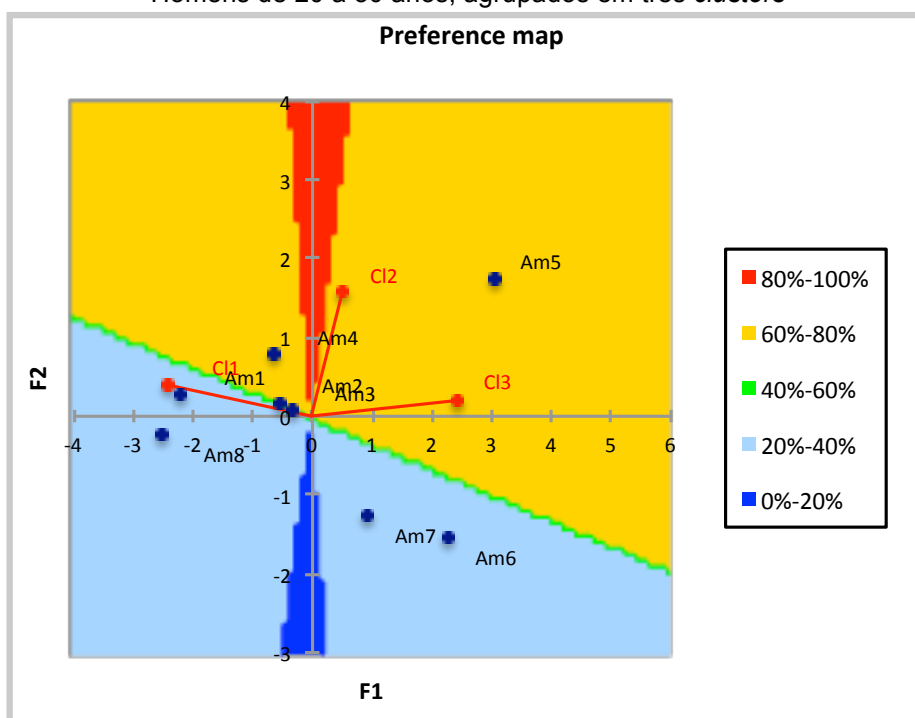 Homens de 20 a 30 anos, agrupados em três clusters
Preference map
4
3
2
1
0
-1
-2
-3
-4 -3 -2 -1 0 1 2 3 4 5 6
F2
F1
Am5
Cl2
Am4
Cl1
Am1
Am2
Am3
Cl3
Am8
Am7
Am6
80%-100%
60%-80%
40%-60%
20%-40%
0%-20%